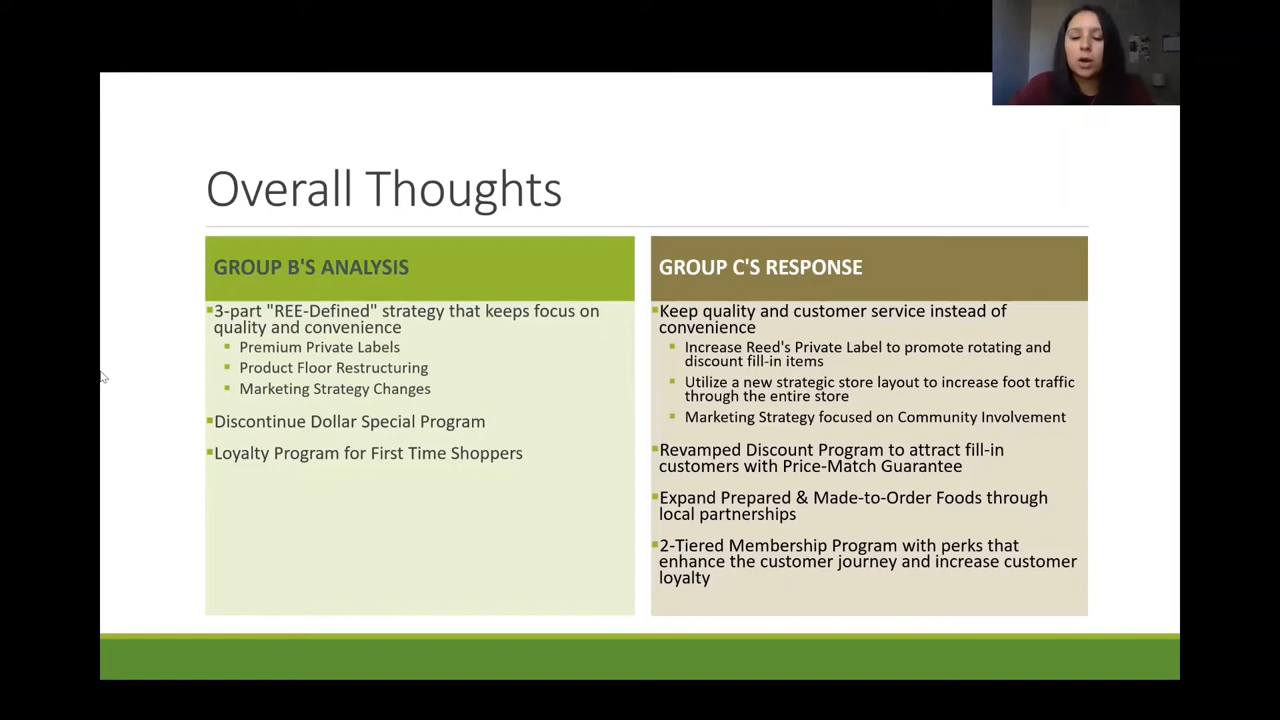 Overall Thoughts
GROUP B'S ANALYSIS
3-part "REE-Defined" strategy that keeps focus on
quality and convenience
Premium Private Labels
Product Floor Restructuring
Marketing Strategy Changes
Discontinue Dollar Special Program
Loyalty Program for First Time Shoppers
GROUP C'S RESPONSE
Keep quality and customer service instead of
convenience
Increase Reed's Private Label to promote rotating and
discount fill-in items
Utilize a new strategic store layout to increase foot traffic
through the entire store
Marketing Strategy focused on Community Involvement
Revamped Discount Program to attract fill-in
customers with Price-Match Guarantee
Expand Prepared & Made-to-Order Foods through
local partnerships
2-Tiered Membership Program with perks that
enhance the customer journey and increase customer
loyalty